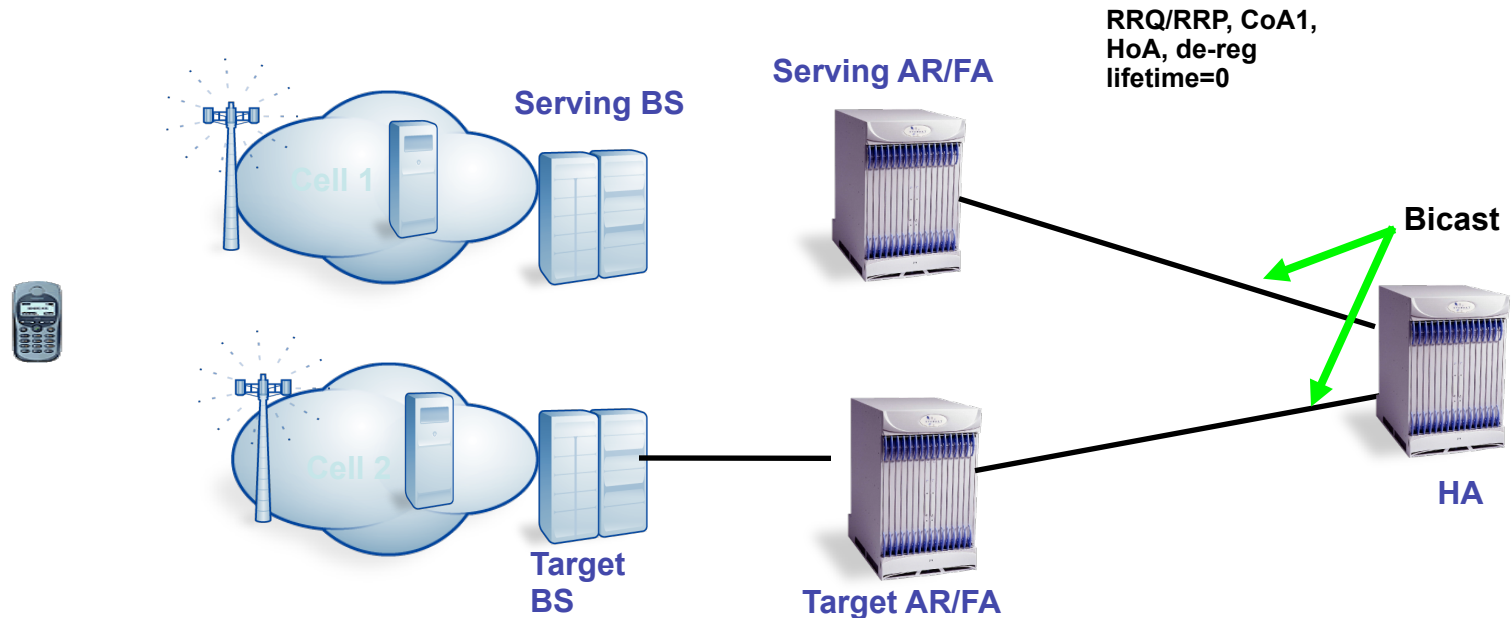 RRQ/RRP, CoA1,
HoA, de-reg
lifetime=0
Serving AR/FA
Serving BS
Cell 1
Bicast
Cell 2
HA
Target
BS
Target AR/FA